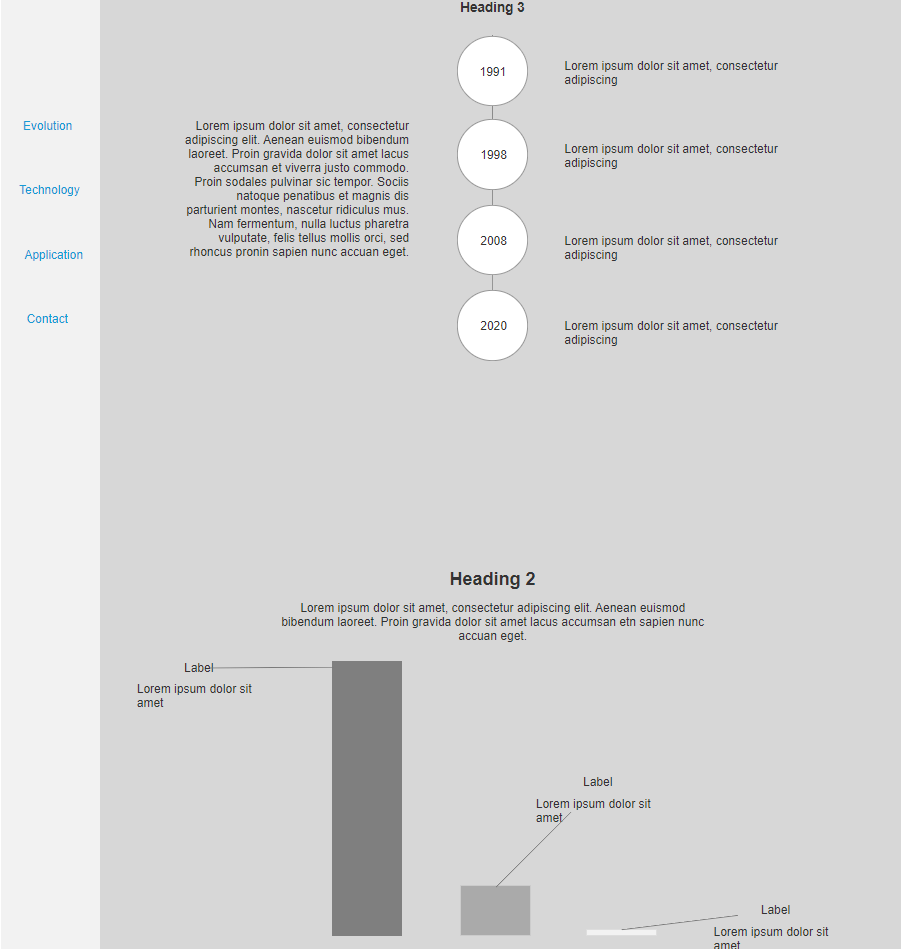 Evolution
Technology
Application
Contact
Heading 3
Lorem ipsum dolor sit amet, consectetur
adipiscing elit. Aenean euismod bibendum
laoreet. Proin gravida dolor sit amet lacus
accumsan et viverra justo commodo.
Proin sodales pulvinar sic tempor. Sociis
natoque penatibus et magnis dis
parturient montes, nascetur ridiculus mus.
Nam fermentum, nulla luctus pharetra
vulputate, felis tellus mollis orci, sed
rhoncus pronin sapien nunc accuan eget.
1991
Lorem ipsum dolor sit amet, consectetur
adipiscing
1998
Lorem ipsum dolor sit amet, consectetur
adipiscing
2008
Lorem ipsum dolor sit amet, consectetur
adipiscing
2020
Lorem ipsum dolor sit amet, consectetur
adipiscing
Heading 2
Lorem ipsum dolor sit amet, consectetur adipiscing elit. Aenean euismod
bibendum laoreet. Proin gravida dolor sit amet lacus accumsan etn sapien nunc
accuan eget.
Label
Lorem ipsum dolor sit
amet
Label
Lorem ipsum dolor sit
amet
Label
Lorem ipsum dolor sit
amet